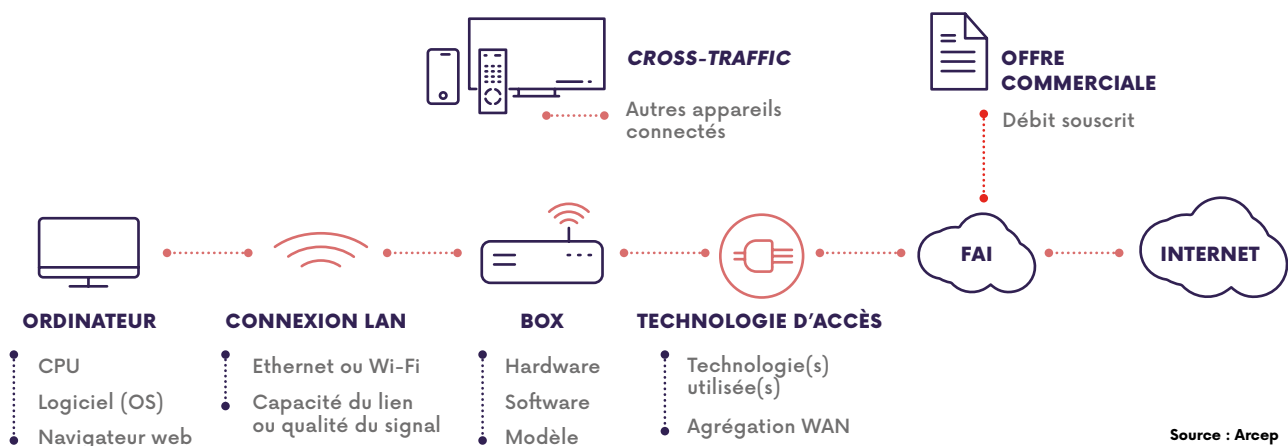 CROSS-TRAFFIC
Autres appareils
connectés
OFFRE
COMMERCIALE
Débit souscrit
FAI
INTERNET
ORDINATEUR
CPU
Logiciel (OS)
Navigateur web
CONNEXION LAN
Ethernet ou Wi-Fi
Capacité du lien
ou qualité du signal
BOX
Hardware
Software
Modèle
TECHNOLOGIE D'ACCÈS
Technologie(s)
utilisée(s)
Agrégation WAN
Source : Arcep